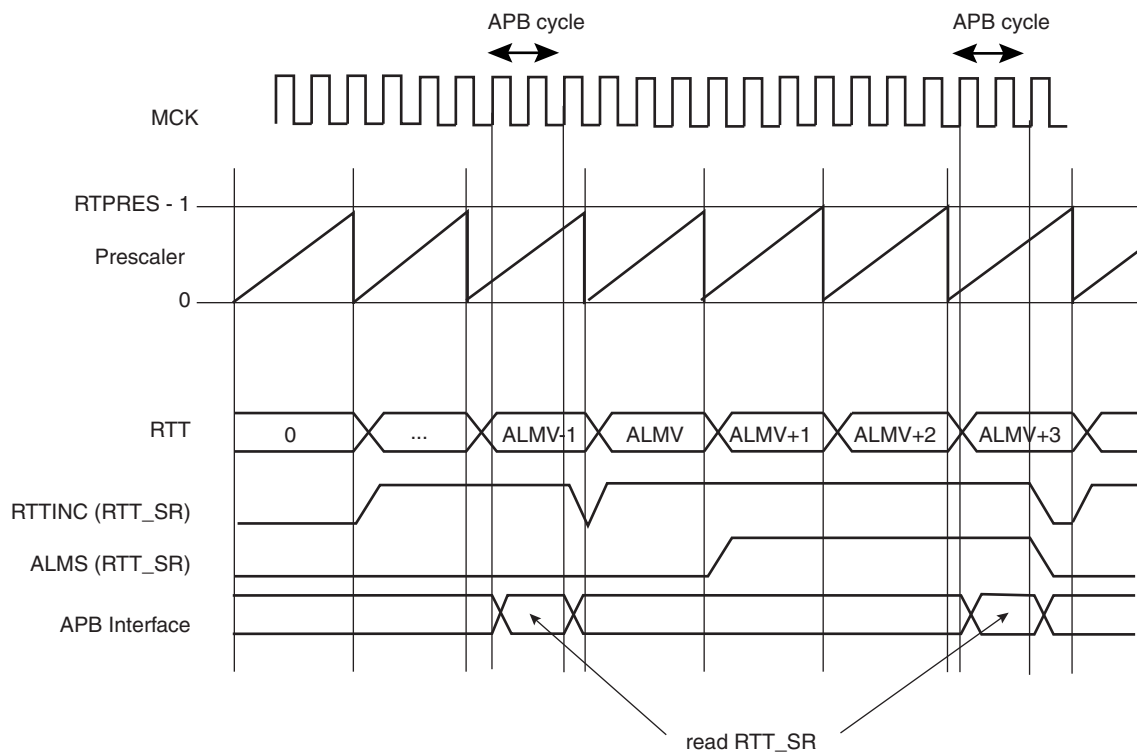 APB cycle
APB cycle
MCK
RTPRES - 1
Prescaler
0
RTT
0
...
ALMV-1
ALMV
ALMV+1
ALMV+2
ALMV+3
RTTINC (RTT_SR)
ALMS (RTT_SR)
APB Interface
read RTT_SR